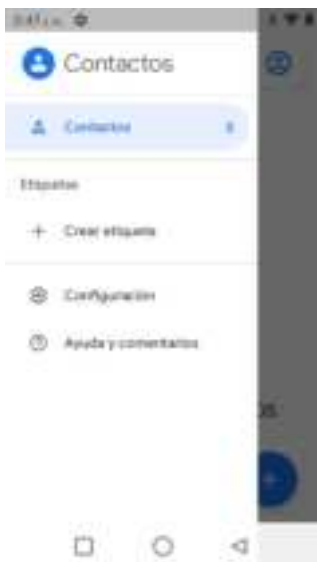 Contactos
Contactos
Etiquetas
Crear etiqueta
Configuración
Ayuda y comentarios